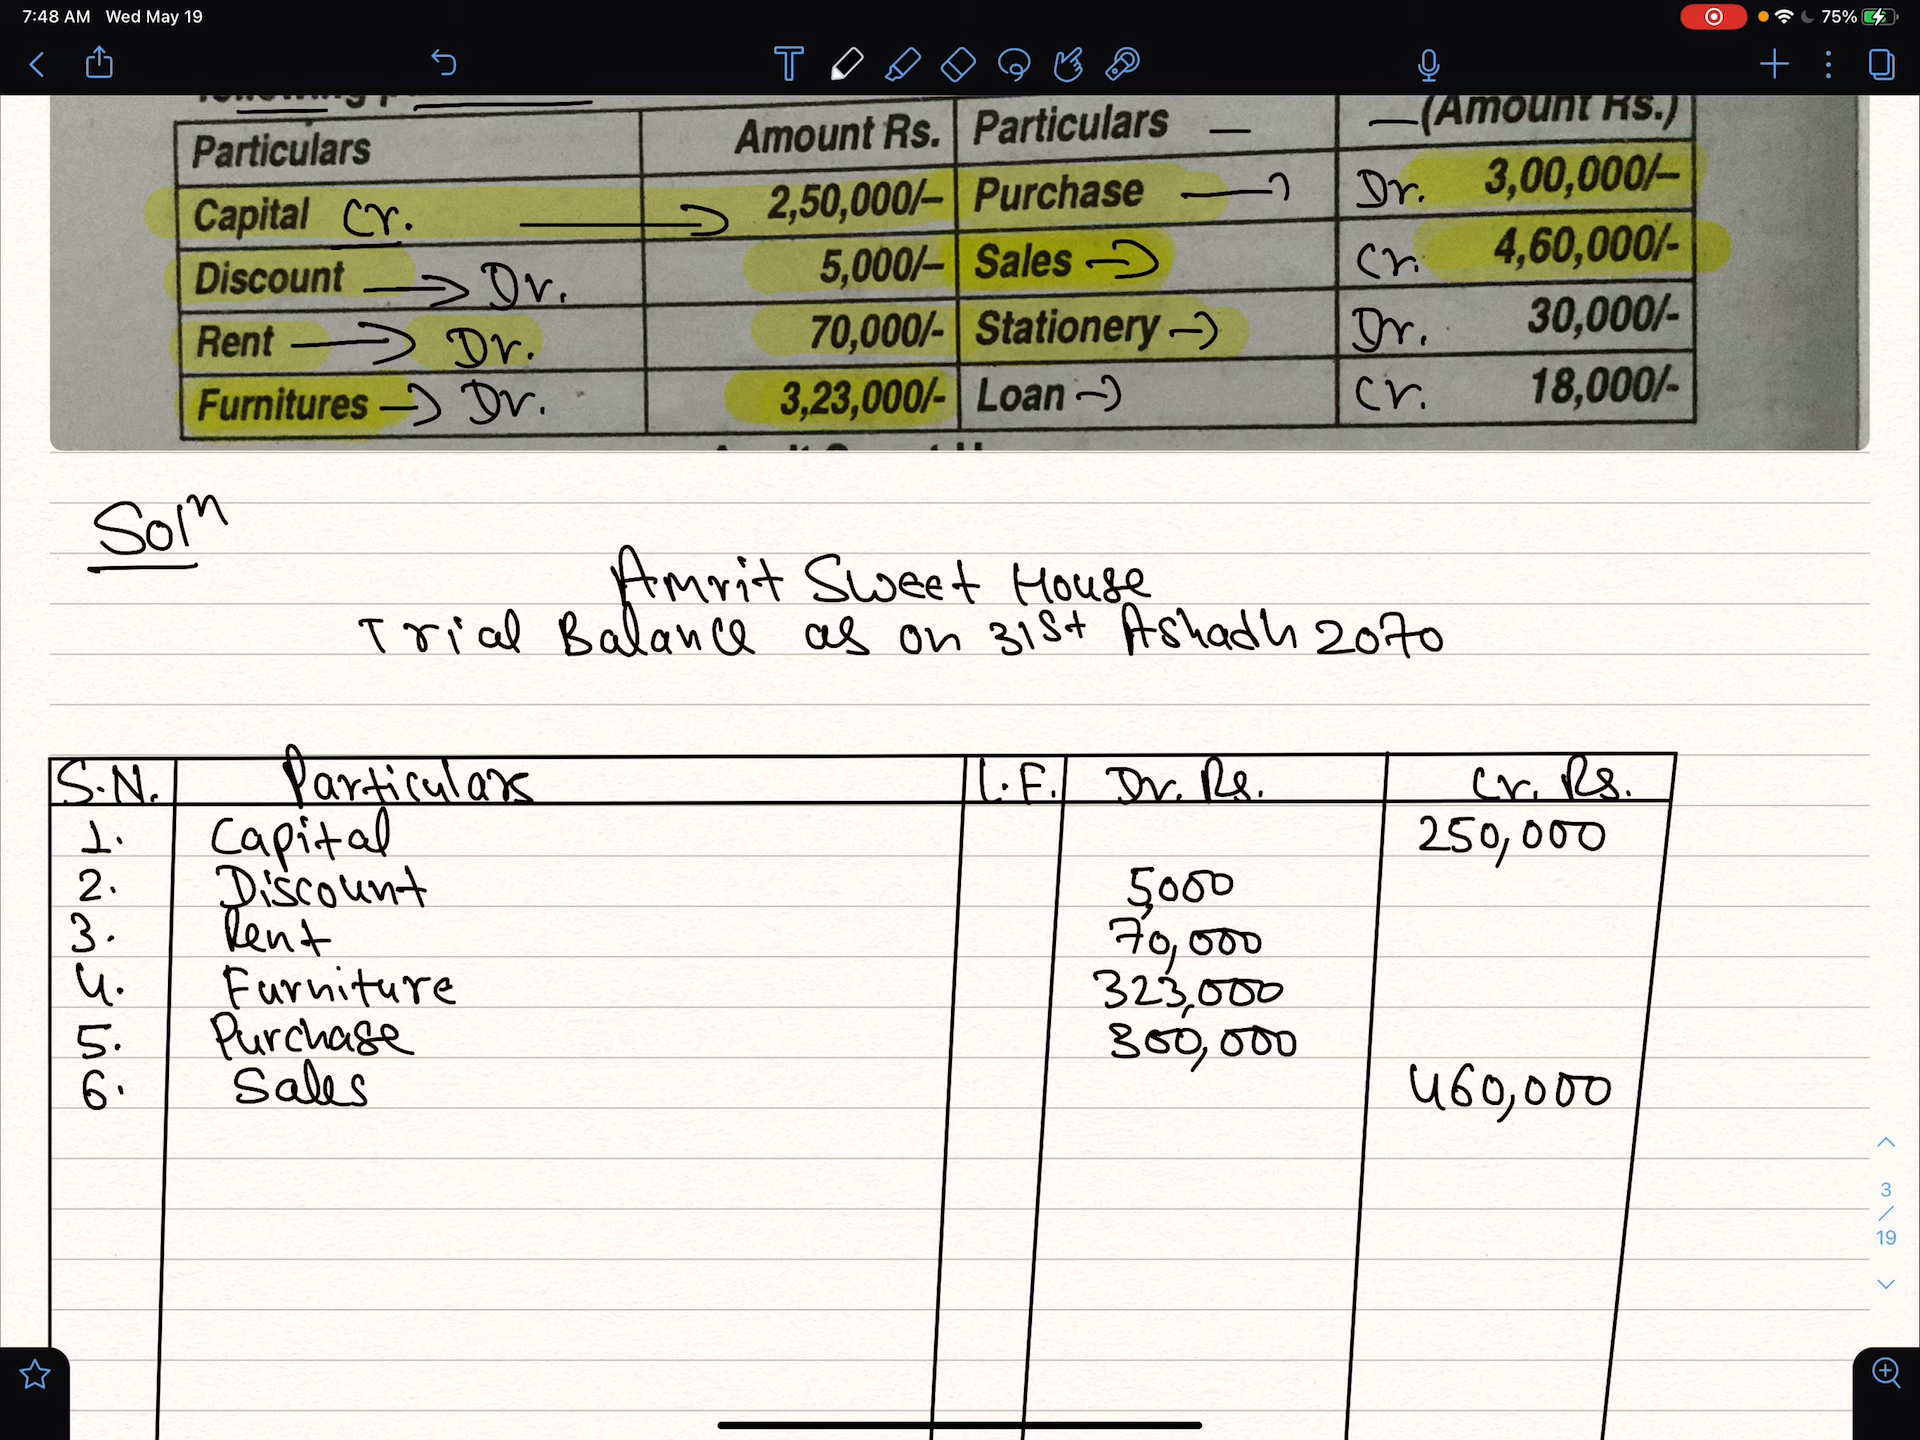 7:48 AM Wed May 19
75%
Particulars Amount Rs. Particulars — —(Amount Rs.)
Capital Cr. → 2,50,000/- Purchase → Dr. 3,00,000/-
Discount → Dr. 5,000/- Sales → Cr. 4,60,000/-
Rent → Dr. 70,000/- Stationery → Dr. 30,000/-
Furnitures → Dr. 3,23,000/- Loan → Cr. 18,000/-
Solⁿ
Amrit Sweet House
Trial Balance as on 31st Ashadh 2070
S.N. Particulars L.F. Dr. Rs. Cr. Rs.
1. Capital 250,000
2. Discount 5,000
3. Rent 70,000
4. Furniture 323,000
5. Purchase 300,000
6. Sales 460,000
3
/
19